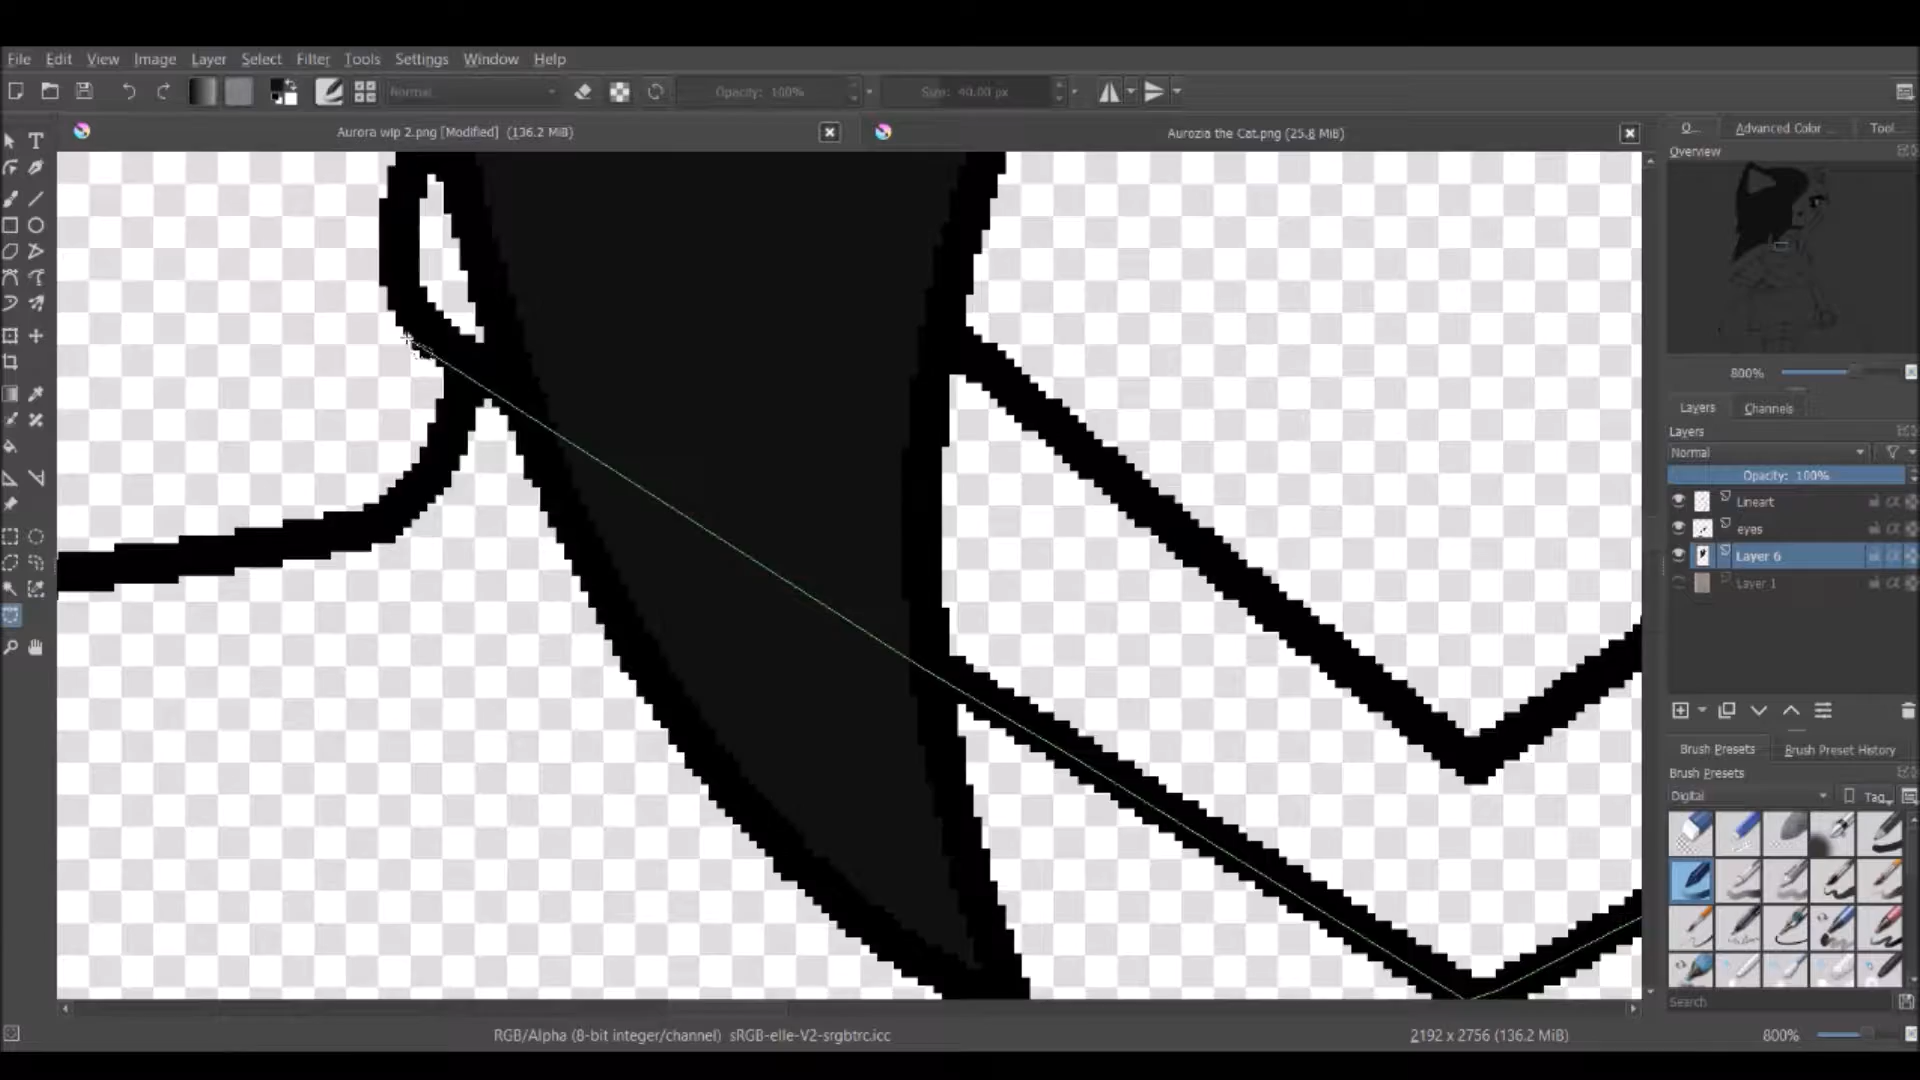 File Edit View Image Layer Select Filter Tools Settings Window Help
Normal Opacity: 100% Size: 40.00 px
Aurora wip 2.png [Modified] (136.2 MiB) Aurozia the Cat.png (25.8 MiB)
O... Advanced Color ... Tool...
Overview
800%
Layers Channels
Layers
Normal
Opacity: 100%
Lineart
eyes
Layer 6
Layer 1
Brush Presets Brush Preset History
Brush Presets
Digital Tag
Search
RGB/Alpha (8-bit integer/channel) sRGB-elle-V2-srgbtrc.icc 2192 x 2756 (136.2 MiB) 800%